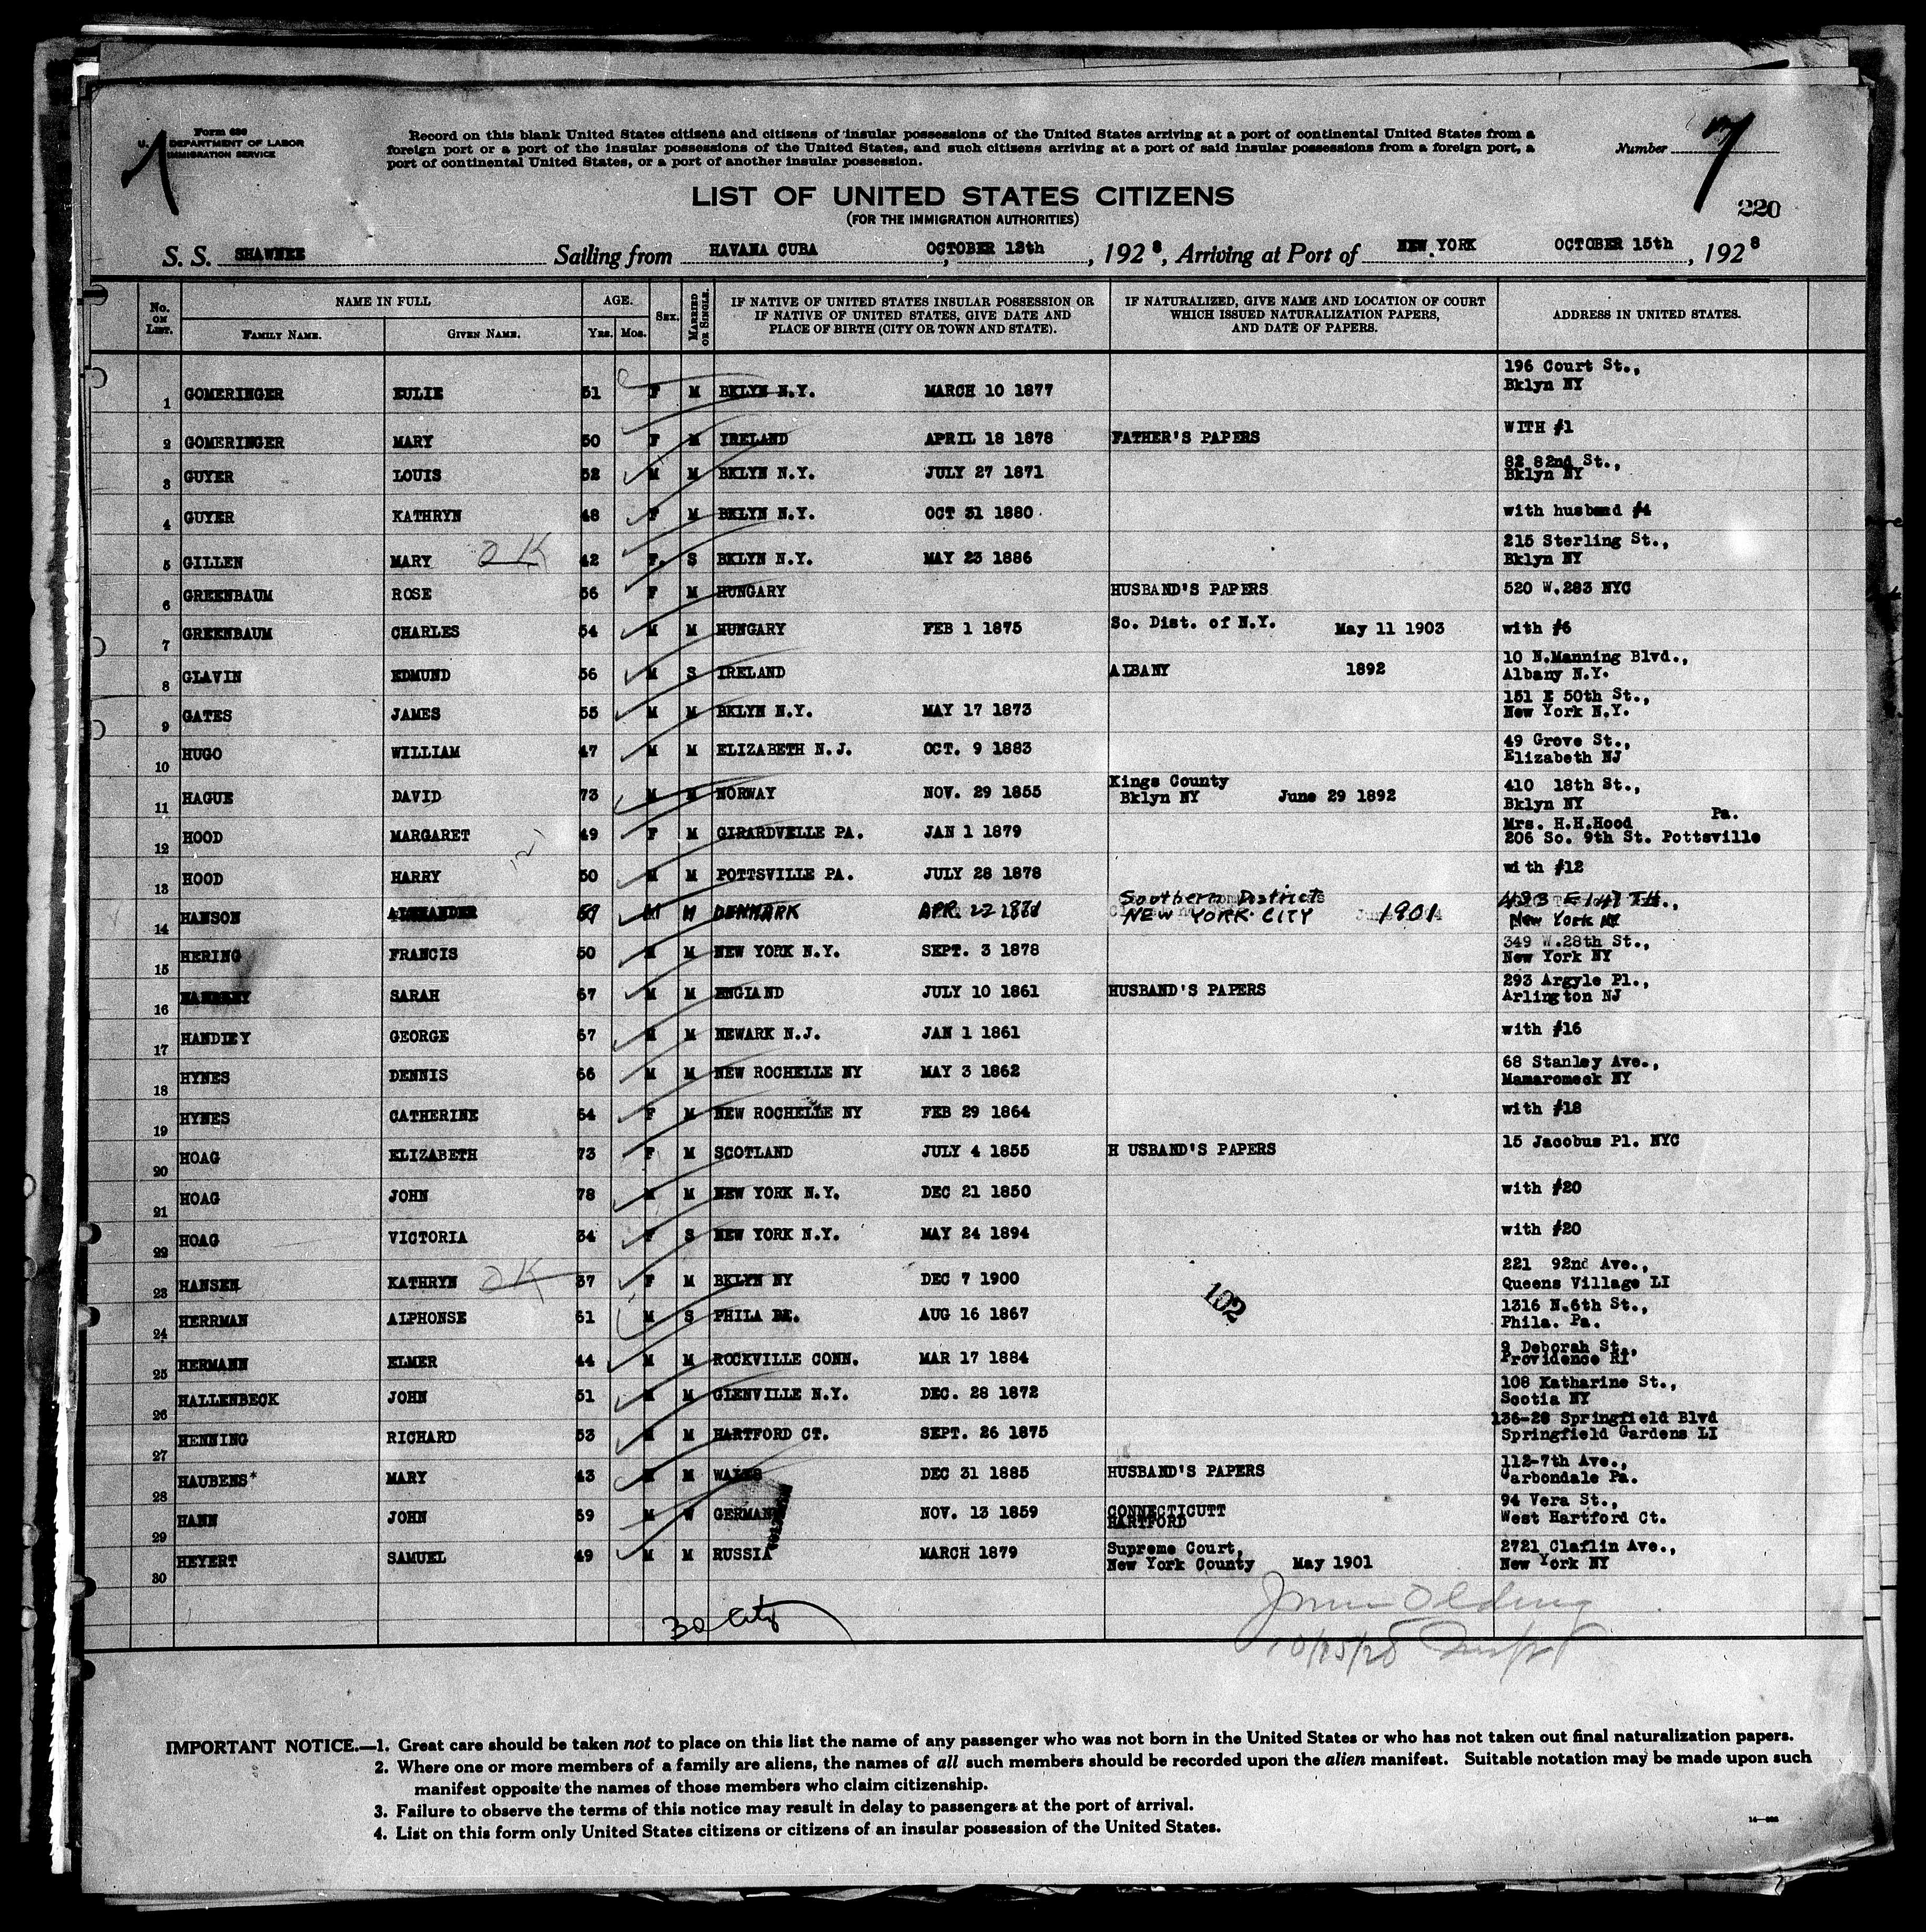 Form 630
U. S. DEPARTMENT OF LABOR
IMMIGRATION SERVICE
Record on this blank United States citizens and citizens of insular possessions of the United States arriving at a port of continental United States from a
foreign port or a port of the insular possessions of the United States, and such citizens arriving at a port of said insular possessions from a foreign port, a
port of continental United States, or a port of another insular possession.
Number 7
220
LIST OF UNITED STATES CITIZENS
(FOR THE IMMIGRATION AUTHORITIES)
S. S. SHAWNEE Sailing from HAVANA CUBA, OCTOBER 13th, 1928, Arriving at Port of NEW YORK OCTOBER 15th, 1928
No. ON LIST. NAME IN FULL AGE. SEX. MARRIED OR SINGLE. IF NATIVE OF UNITED STATES INSULAR POSSESSION OR IF NATIVE OF UNITED STATES, GIVE DATE AND PLACE OF BIRTH (CITY OR TOWN AND STATE). IF NATURALIZED, GIVE NAME AND LOCATION OF COURT WHICH ISSUED NATURALIZATION PAPERS, AND DATE OF PAPERS. ADDRESS IN UNITED STATES.
FAMILY NAME. GIVEN NAME. YRS. MOS.
1 GOMERINGER EULIE 51 F M BKLYN N.Y. MARCH 10 1877 196 Court St., Bklyn NY
2 GOMERINGER MARY 50 F M IRELAND APRIL 18 1878 FATHER'S PAPERS WITH #1
3 GUYER LOUIS 52 M M BKLYN N.Y. JULY 27 1871 82 82nd St., Bklyn NY
4 GUYER KATHRYN 48 F M BKLYN N.Y. OCT 31 1880 with husband #4
5 GILLEN MARY OK 42 F. S BKLYN N.Y. MAY 23 1886 215 Sterling St., Bklyn NY
6 GREENBAUM ROSE 56 F M HUNGARY HUSBAND'S PAPERS 520 W.283 NYC
7 GREENBAUM CHARLES 54 M M HUNGARY FEB 1 1875 So. Dist. of N.Y. May 11 1903 with #6
8 GLAVIN EDMUND 56 M S IRELAND ALBANY 1892 10 N.Manning Blvd., Albany N.Y.
9 GATES JAMES 55 M M BKLYN N.Y. MAY 17 1873 151 E 50th St., New York N.Y.
10 HUGO WILLIAM 47 M M ELIZABETH N.J. OCT. 9 1883 49 Grove St., Elizabeth NJ
11 HAGUE DAVID 73 M M NORWAY NOV. 29 1855 Kings County Bklyn NY June 29 1892 410 18th St., Bklyn NY
12 HOOD MARGARET 49 F M GIRARDVELLE PA. JAN 1 1879 Mrs. H.H.Hood 206 So. 9th St. Pottsville Pa.
13 HOOD HARRY 50 M M POTTSVILLE PA. JULY 28 1878 with #12
14 HANSON ALEXANDER M M DENMARK APR. 22 Southern District NEW YORK CITY 1901 483 E 147 TH New York NY
15 HERING FRANCIS 50 M M NEW YORK N.Y. SEPT. 3 1878 349 W.28th St., New York NY
16 SARAH 67 M M ENGLAND JULY 10 1861 HUSBAND'S PAPERS 293 Argyle Pl., Arlington NJ
17 HANDLEY GEORGE 67 M M NEWARK N.J. JAN 1 1861 with #16
18 HYNES DENNIS 66 M M NEW ROCHELLE NY MAY 3 1862 68 Stanley Ave., Mamaromeck NY
19 HYNES CATHERINE 64 F M NEW ROCHELLE NY FEB 29 1864 with #18
20 HOAG ELIZABETH 73 F M SCOTLAND JULY 4 1855 H USBAND'S PAPERS 15 Jacobus Pl. NYC
21 HOAG JOHN 78 M M NEW YORK N.Y. DEC 21 1850 with #20
22 HOAG VICTORIA 34 F S NEW YORK N.Y. MAY 24 1894 with #20
23 HANSEN KATHRYN OK 37 F M BKLYN NY DEC 7 1900 221 92nd Ave., Queens Village LI
102
24 HERRMAN ALPHONSE 61 M S PHILA PA. AUG 16 1867 1316 N.6th St., Phila. Pa.
25 HERMANN ELMER 44 M M ROCKVILLE CONN. MAR 17 1884 9 Deborah St., Providence RI
26 HALLENBECK JOHN 51 M M GLENVILLE N.Y. DEC. 28 1872 108 Katharine St., Scotia NY
27 HENNING RICHARD 53 M M HARTFORD CT. SEPT. 26 1875 136-28 Springfield Blvd Springfield Gardens LI
28 HAUBENS* MARY 43 M WALES DEC 31 1885 HUSBAND'S PAPERS 112-7th Ave., Carbondale Pa.
29 HANN JOHN 69 M W GERMANY NOV. 13 1859 CONNECTICUTT HARTFORD 94 Vera St., West Hartford Ct.
30 HEYERT SAMUEL 49 M M RUSSIA MARCH 1879 Supreme Court, New York County May 1901 2721 Claflin Ave., New York NY
30 City
10/15/28
IMPORTANT NOTICE.—1. Great care should be taken not to place on this list the name of any passenger who was not born in the United States or who has not taken out final naturalization papers.
2. Where one or more members of a family are aliens, the names of all such members should be recorded upon the alien manifest. Suitable notation may be made upon such
manifest opposite the names of those members who claim citizenship.
3. Failure to observe the terms of this notice may result in delay to passengers at the port of arrival.
4. List on this form only United States citizens or citizens of an insular possession of the United States.